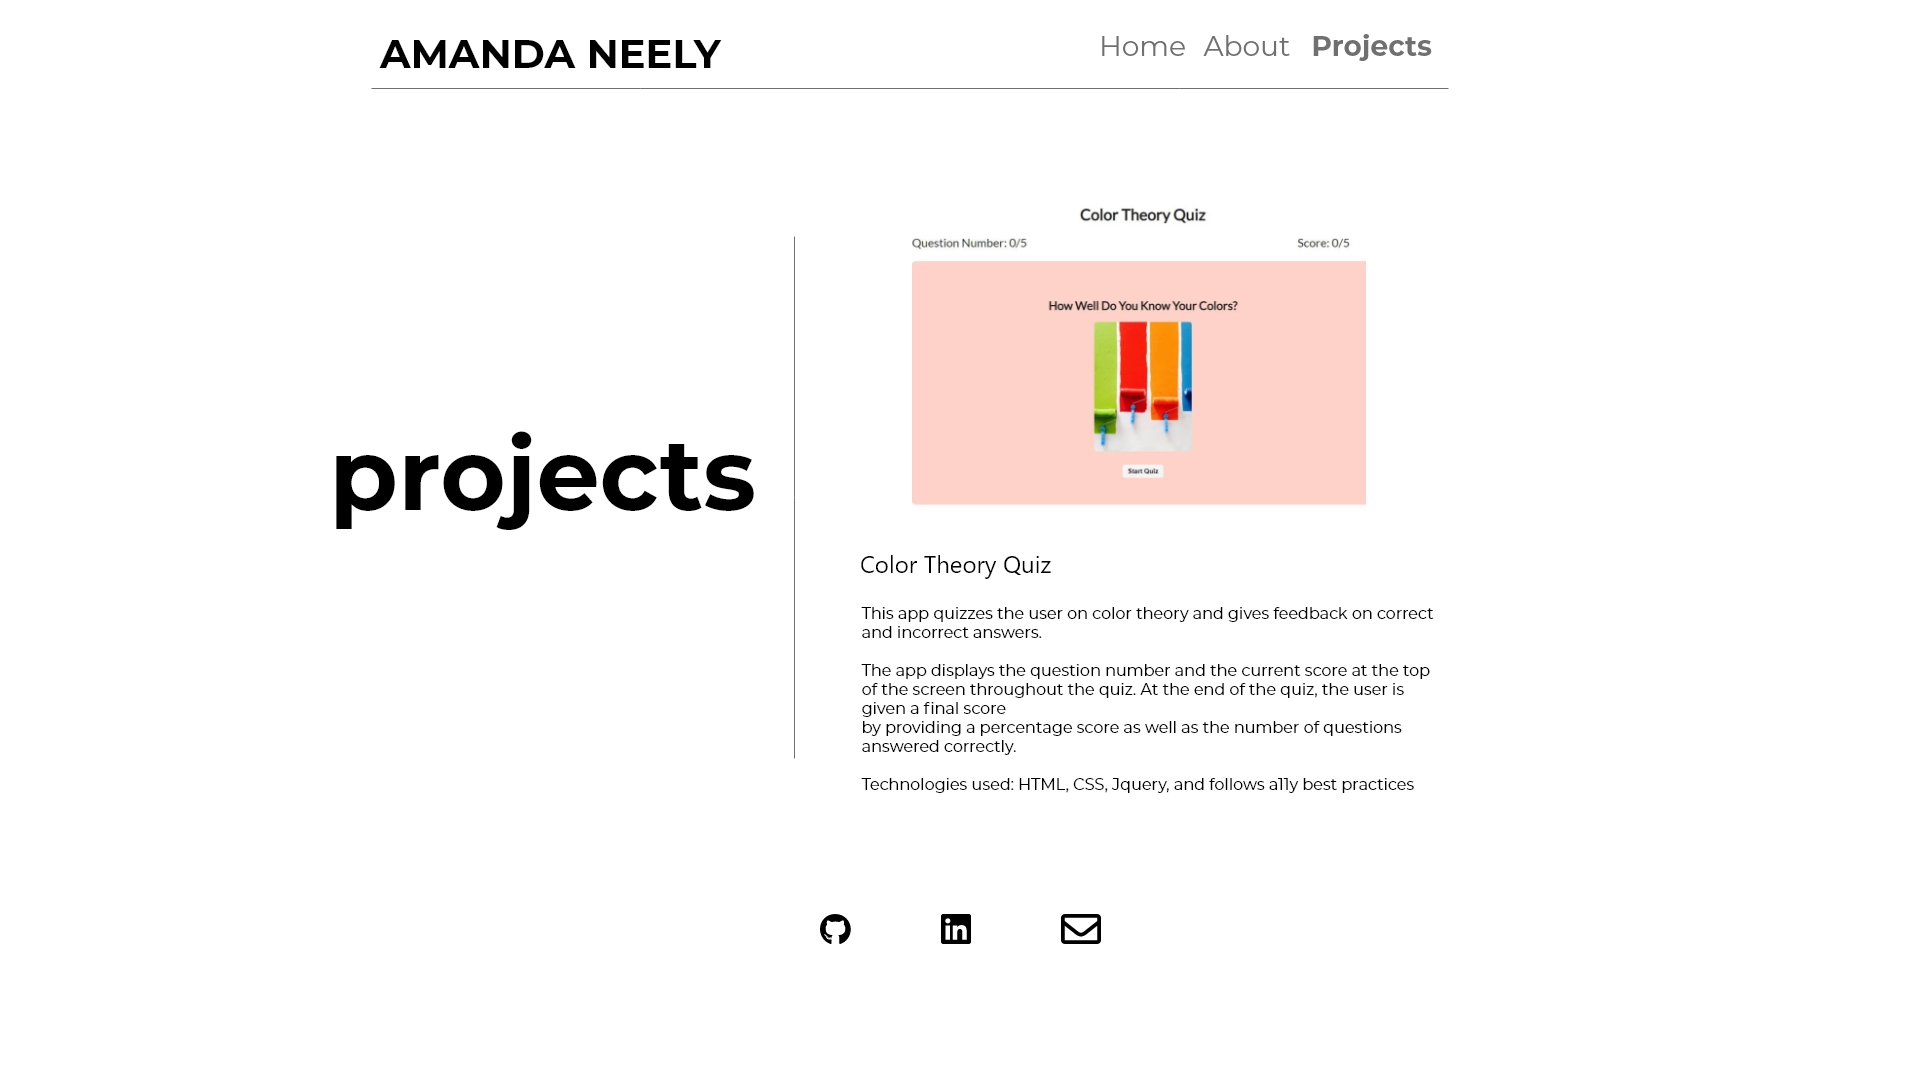 AMANDA NEELY
Home About Projects
projects
Color Theory Quiz
Question Number: 0/5
Score: 0/5
How Well Do You Know Your Colors?
Start Quiz
Color Theory Quiz
This app quizzes the user on color theory and gives feedback on correct
and incorrect answers.
The app displays the question number and the current score at the top
of the screen throughout the quiz. At the end of the quiz, the user is
given a final score
by providing a percentage score as well as the number of questions
answered correctly.
Technologies used: HTML, CSS, Jquery, and follows a11y best practices
in